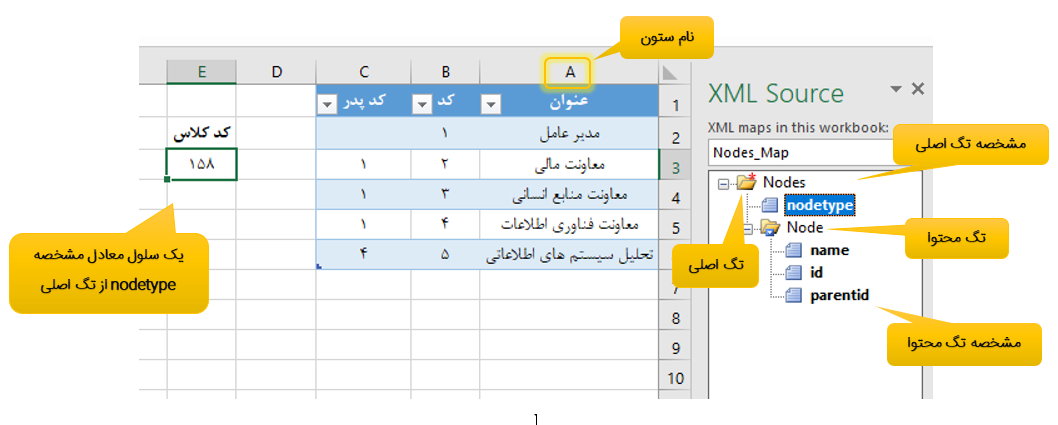 نام ستون
E D C B A
1 عنوان کد کد پدر
2 مدیر عامل ۱ کد کلاس
3 معاونت مالی ۲ ۱ ۱۵۸
4 معاونت منابع انسانی ۳ ۱
5 معاونت فناوری اطلاعات ۴ ۱
تحلیل سیستم های اطلاعاتی ۵ ۴
7
8
9
10
XML Source
XML maps in this workbook:
Nodes_Map
Nodes
nodetype
Node
name
id
parentid
مشخصه تگ اصلی
تگ محتوا
تگ اصلی
مشخصه تگ محتوا
یک سلول معادل مشخصه
nodetype از تگ اصلی
1